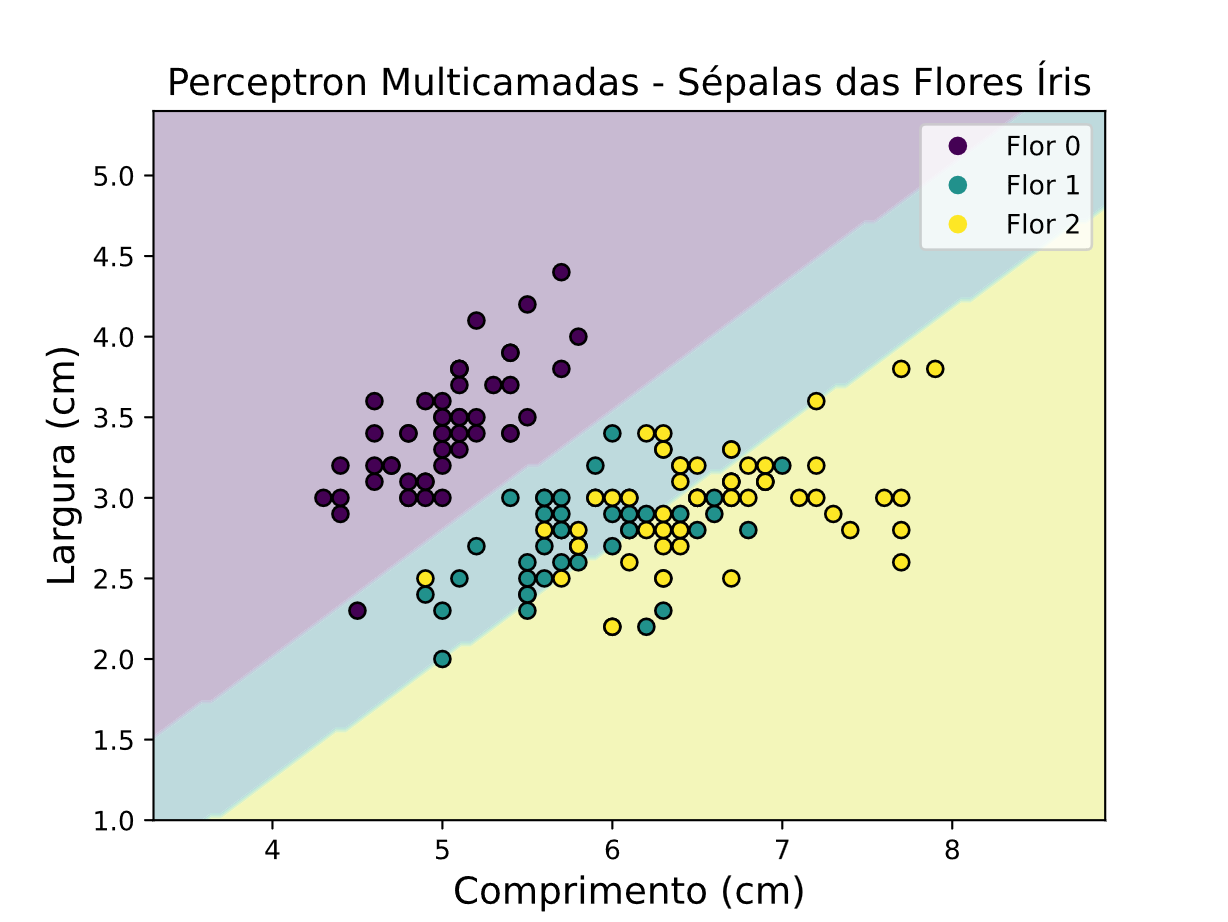 Perceptron Multicamadas - Sépalas das Flores Íris
Flor 0
Flor 1
Flor 2
Largura (cm)
5.0
4.5
4.0
3.5
3.0
2.5
2.0
1.5
1.0
4 5 6 7 8
Comprimento (cm)